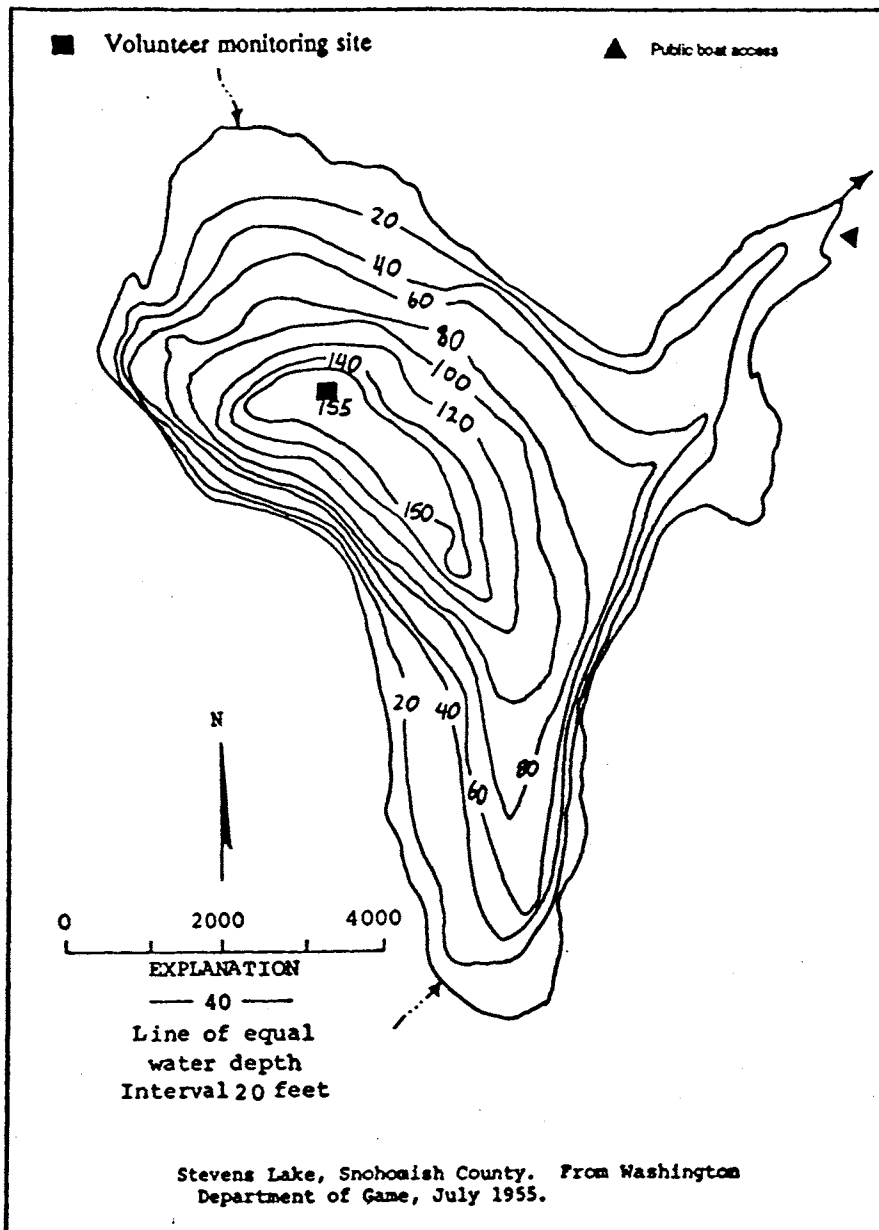 Volunteer monitoring site
Public boat access
20
40
60
80
140
100
155
120
150
20
40
N
80
60
0 2000 4000
EXPLANATION
40
Line of equal
water depth
Interval 20 feet
Stevens Lake, Snohomish County. From Washington
Department of Game, July 1955.